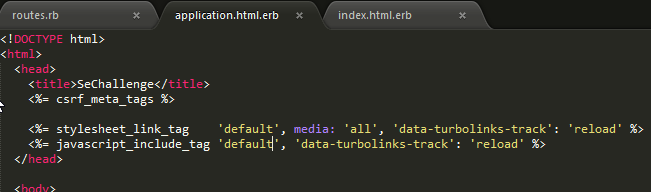 routes.rb × application.html.erb × index.html.erb ×
<!DOCTYPE html>
<html>
<head>
<title>SeChallenge</title>
<%= csrf_meta_tags %>
<%= stylesheet_link_tag    'default', media: 'all', 'data-turbolinks-track': 'reload' %>
<%= javascript_include_tag 'default', 'data-turbolinks-track': 'reload' %>
</head>
<body>